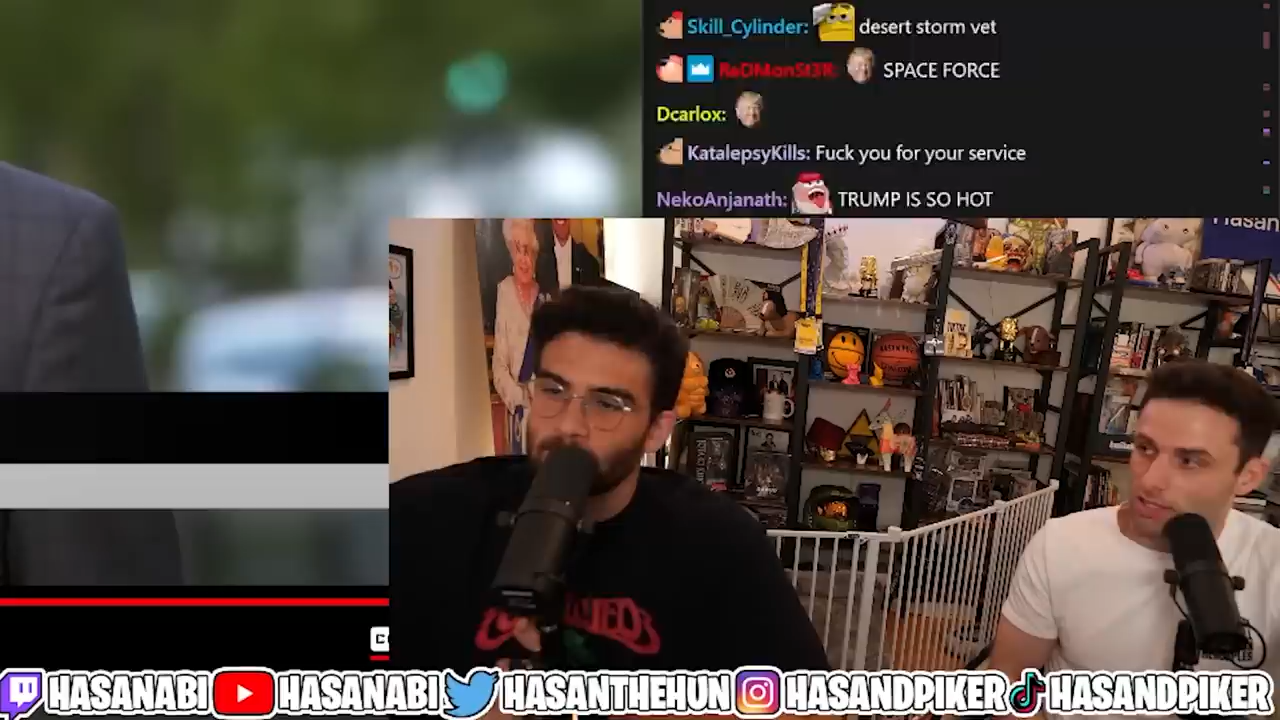 Skill_Cylinder: desert storm vet
ReDMonSt3R: SPACE FORCE
Dcarlox:
KatalepsyKills: Fuck you for your service
NekoAnjanath: TRUMP IS SO HOT
Hasan
HASANABI HASANABI HASANTHEHUN HASANDPIKER HASANDPIKER